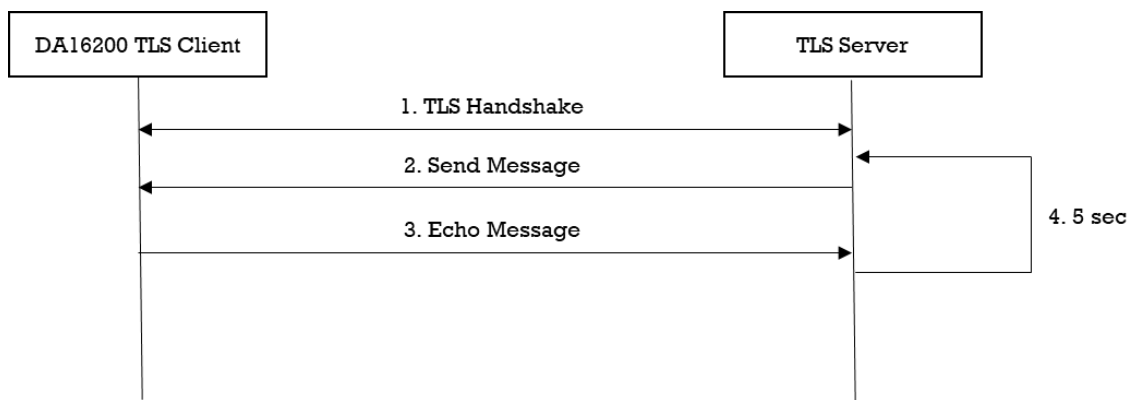 DA16200 TLS Client
TLS Server
1. TLS Handshake
2. Send Message
3. Echo Message
4. 5 sec